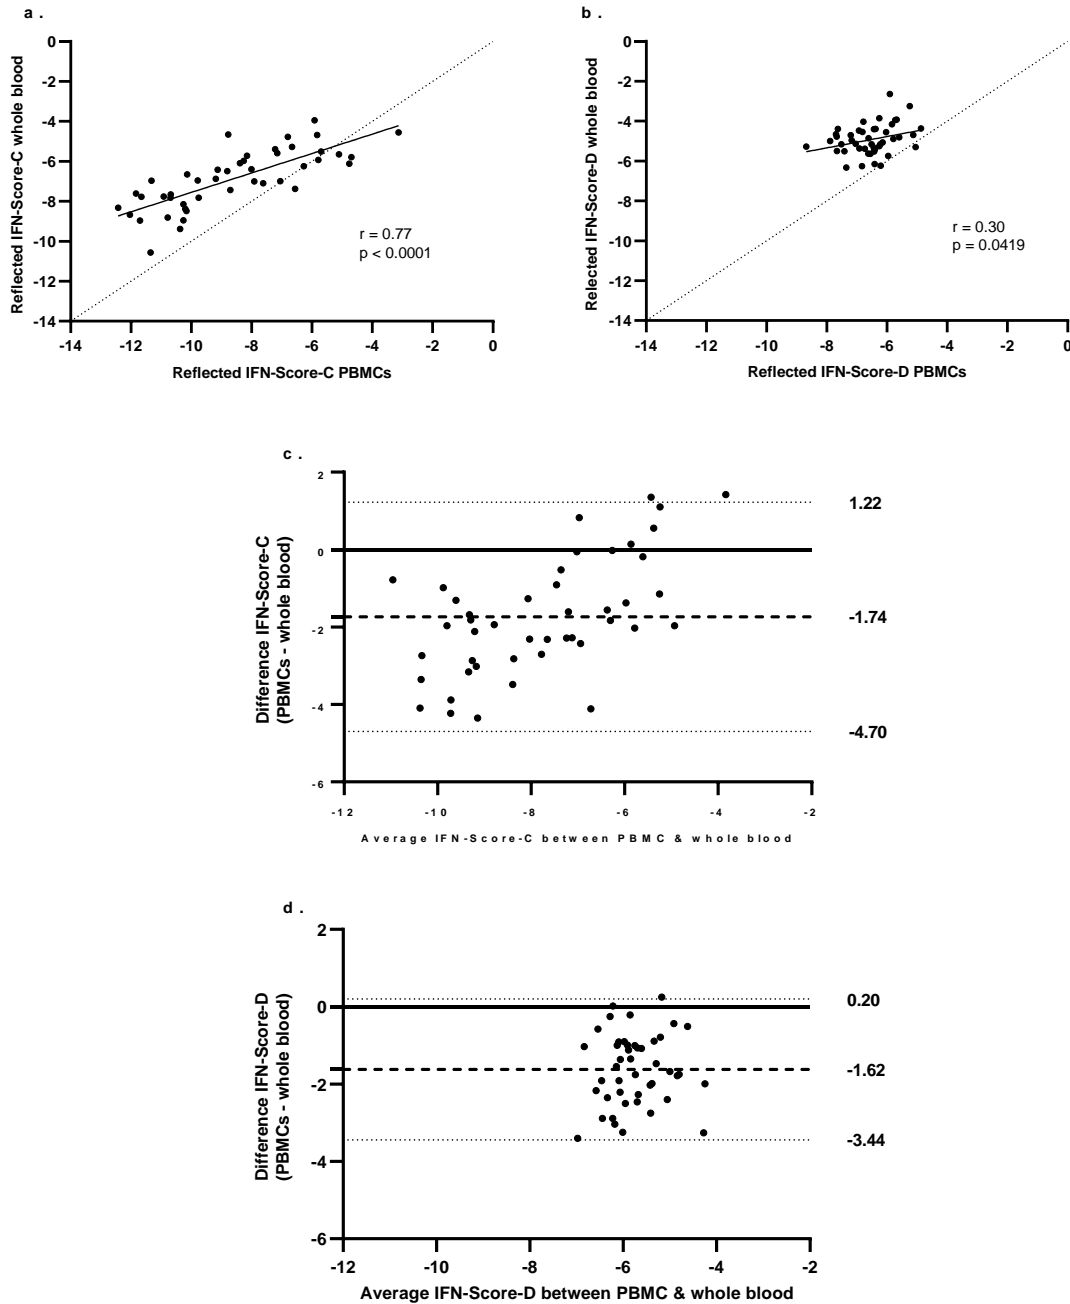 a .
Reflected IFN-Score-C whole blood
0
-2
-4
-6
-8
-10
-12
-14
r = 0.77
p < 0.0001
-14 -12 -10 -8 -6 -4 -2 0
Reflected IFN-Score-C PBMCs
b .
Relected IFN-Score-D whole blood
0
-2
-4
-6
-8
-10
-12
-14
r = 0.30
p = 0.0419
-14 -12 -10 -8 -6 -4 -2 0
Reflected IFN-Score-D PBMCs
c .
Difference IFN-Score-C
(PBMCs - whole blood)
2
0
-2
-4
-6
1.22
-1.74
-4.70
-12 -10 -8 -6 -4 -2
Average IFN-Score-C between PBMC & whole blood
d .
Difference IFN-Score-D
(PBMCs - whole blood)
2
0
-2
-4
-6
0.20
-1.62
-3.44
-12 -10 -8 -6 -4 -2
Average IFN-Score-D between PBMC & whole blood